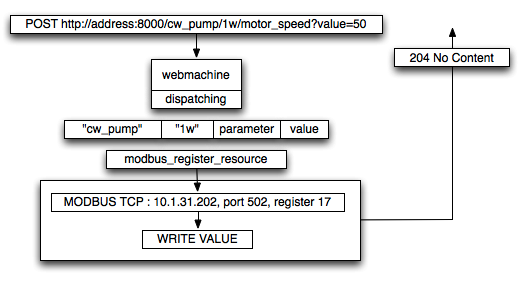 POST http://address:8000/cw_pump/1w/motor_speed?value=50
204 No Content
webmachine
dispatching
"cw_pump" "1w" parameter value
modbus_register_resource
MODBUS TCP : 10.1.31.202, port 502, register 17
WRITE VALUE